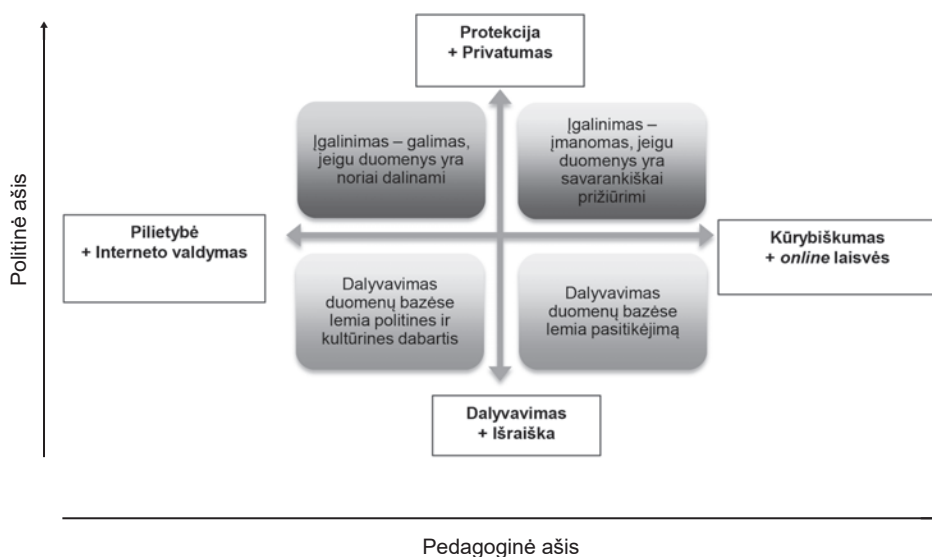 Politinė ašis
Protekcija
+ Privatumas
Įgalinimas – galimas,
jeigu duomenys yra
noriai dalinami
Įgalinimas –
įmanomas, jeigu
duomenys yra
savarankiškai
prižiūrimi
Pilietybė
+ Interneto valdymas
Kūrybiškumas
+ online laisvės
Dalyvavimas
duomenų bazėse
lemia politines ir
kultūrines dabartis
Dalyvavimas
duomenų bazėse
lemia pasitikėjimą
Dalyvavimas
+ Išraiška
Pedagoginė ašis